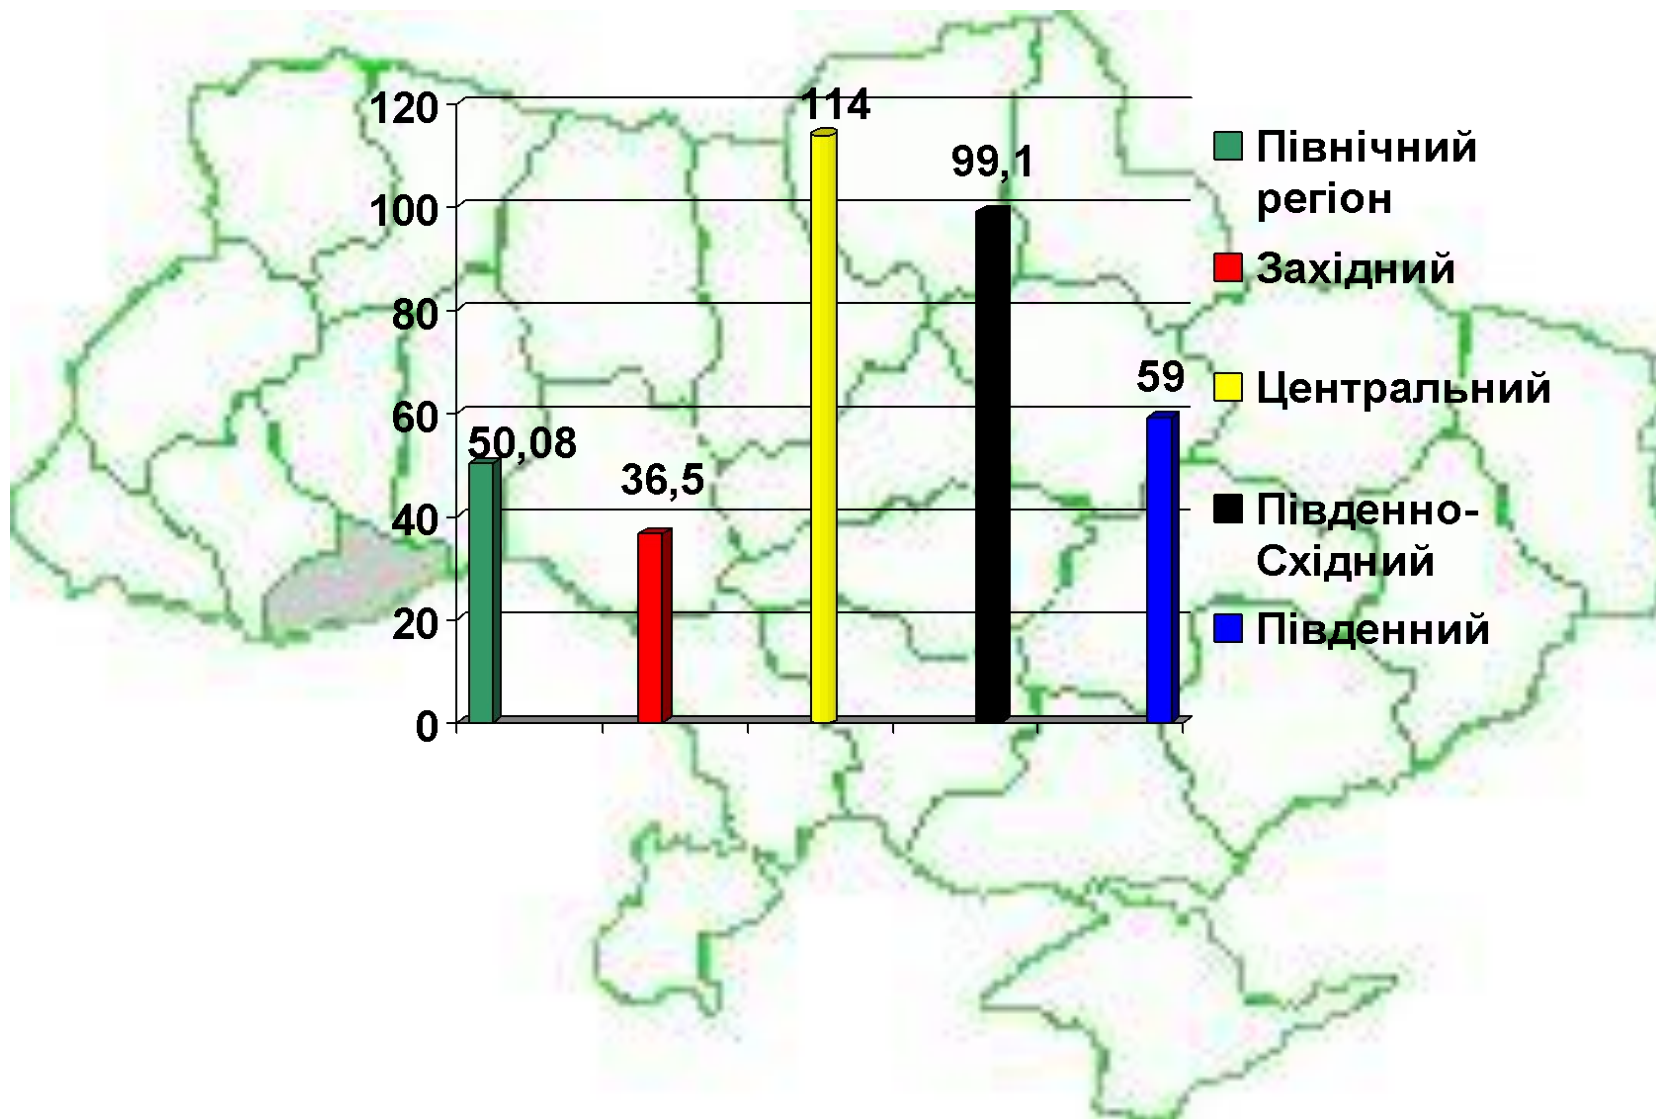 120
100
80
60
40
20
0
50,08
36,5
114
99,1
59
Північний
регіон
Західний
Центральний
Південно-
Східний
Південний